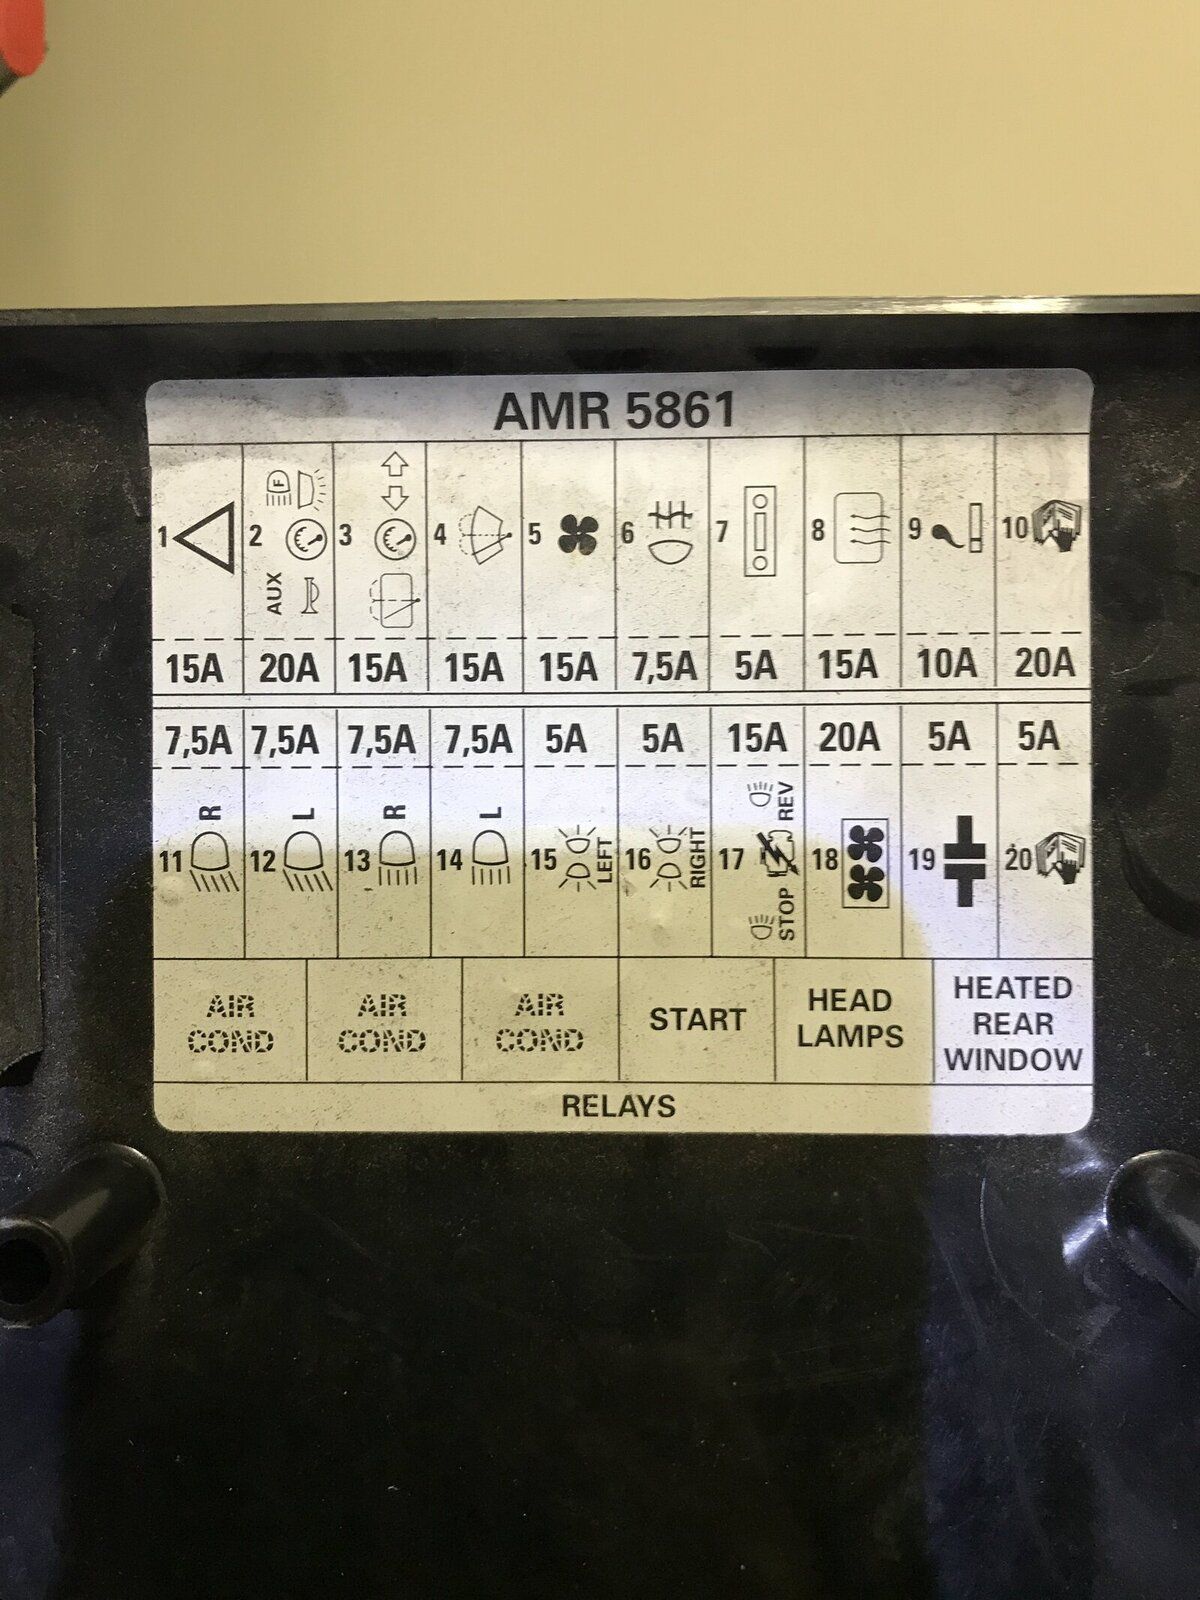 AMR 5861
1 2 AUX F 3 4 5 6 7 8 9 10
15A 20A 15A 15A 15A 7,5A 5A 15A 10A 20A
7,5A 7,5A 7,5A 7,5A 5A 5A 15A 20A 5A 5A
11 R 12 L 13 R 14 L 15 LEFT 16 RIGHT 17 STOP REV 18 19 20
AIR COND AIR COND AIR COND START HEAD LAMPS HEATED REAR WINDOW
RELAYS